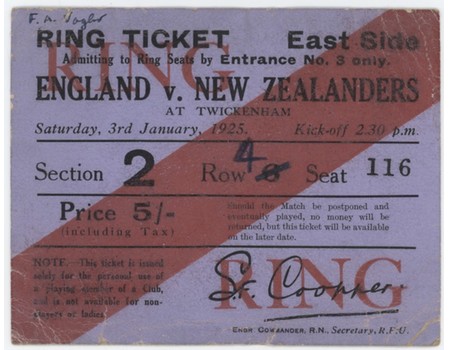 RING TICKET East Side
Admitting to Ring Seats by Entrance No. 3 only.
RING
ENGLAND v. NEW ZEALANDERS
AT TWICKENHAM
Saturday, 3rd January, 1925. Kick-off 2.30 p.m.
Section 2 Row 4 Seat 116
Price 5/-
(including Tax)
Should the Match be postponed and
eventually played, no money will be
returned, but this ticket will be available
on the later date.
NOTE. This ticket is issued
solely for the personal use of
a Playing member of a Club,
and is not available for non-
players or ladies.
RING
S.F. Coopper
ENGR COMMANDER, R.N., Secretary, R.F.U.